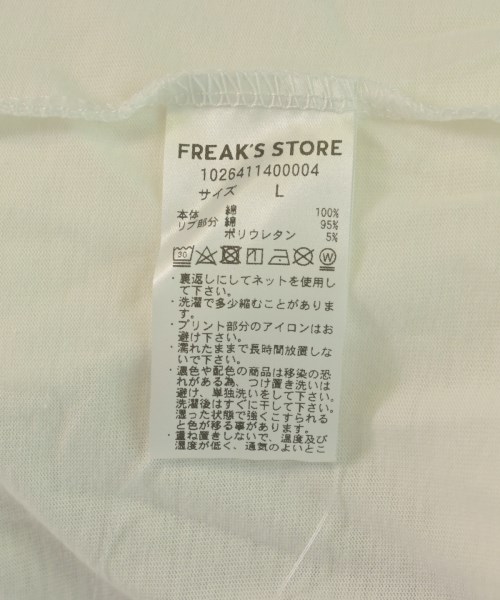 FREAK'S STORE
1026411400004
サイズ L
本体 綿 100%
リブ部分 綿 95%
ポリウレタン 5%
30 W
・裏返しにしてネットを使用し
て下さい。
・洗濯で多少縮むことがありま
す。
・プリント部分のアイロンはお
避け下さい。
・濡れたままで長時間放置しな
いで下さい。
・濃色や配色の商品は移染の恐
れがある為、つけ置き洗いは
避け、単独洗いをして下さい。
洗濯後はすぐに干して下さい。
湿った状態で強くこすられる
と色が移る事があります。
・重ね置きしないで、温度及び
湿度が低く、通気のよいとこ